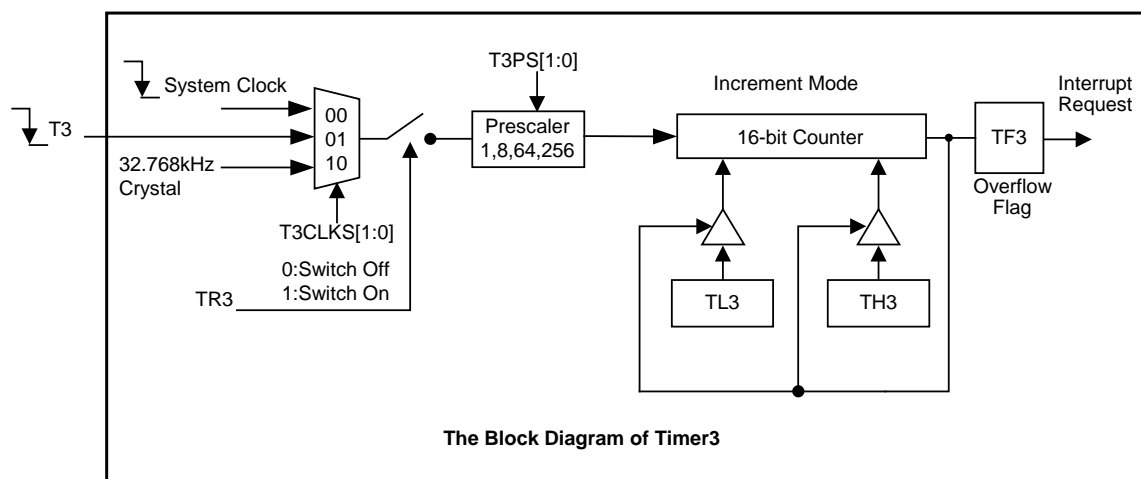 T3PS[1:0]
System Clock
Increment Mode
Interrupt
Request
T3
00
01
10
Prescaler
1,8,64,256
16-bit Counter
TF3
32.768kHz
Crystal
Overflow
Flag
T3CLKS[1:0]
0:Switch Off
1:Switch On
TR3
TL3
TH3
The Block Diagram of Timer3